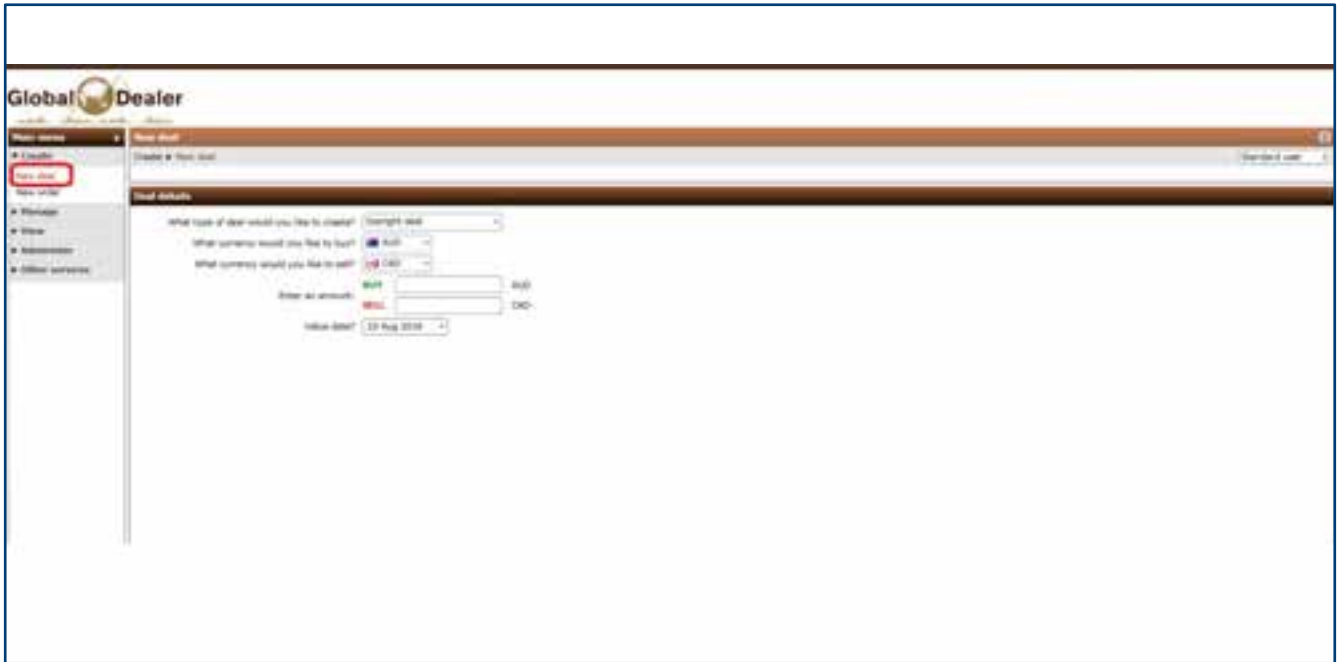 Global Dealer
Main menu
New deal
Create
Create ▸ New deal
Standard user
New deal
New order
Deal details
Manage
What type of deal would you like to create? Outright deal
View
What currency would you like to buy? AUD
Administer
What currency would you like to sell? CAD
Other services
BUY AUD
Enter an amount:
SELL CAD
Value date? Aug